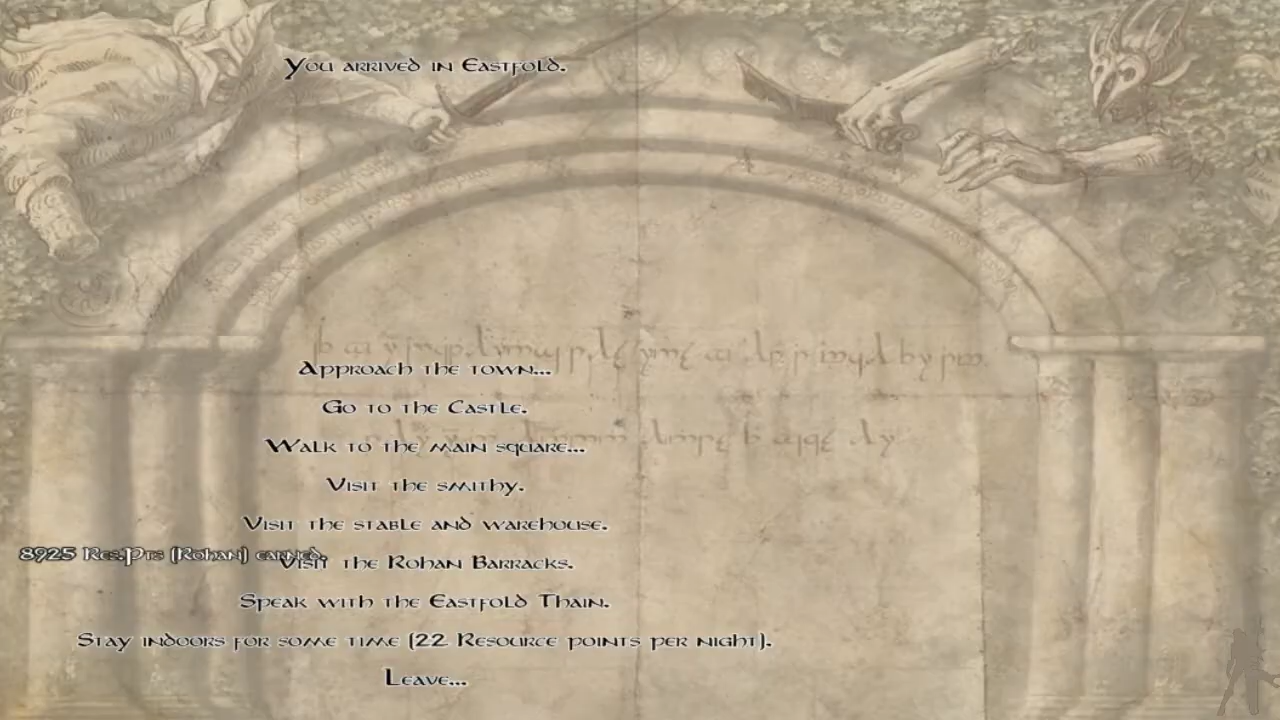 You arrived in Eastfold.
Approach the town...
Go to the Castle.
Walk to the main square...
Visit the smithy.
Visit the stable and warehouse.
8925 Res.Pts (Rohan) earned.
Visit the Rohan Barracks.
Speak with the Eastfold Thain.
Stay indoors for some time (22 Resource points per night).
Leave...